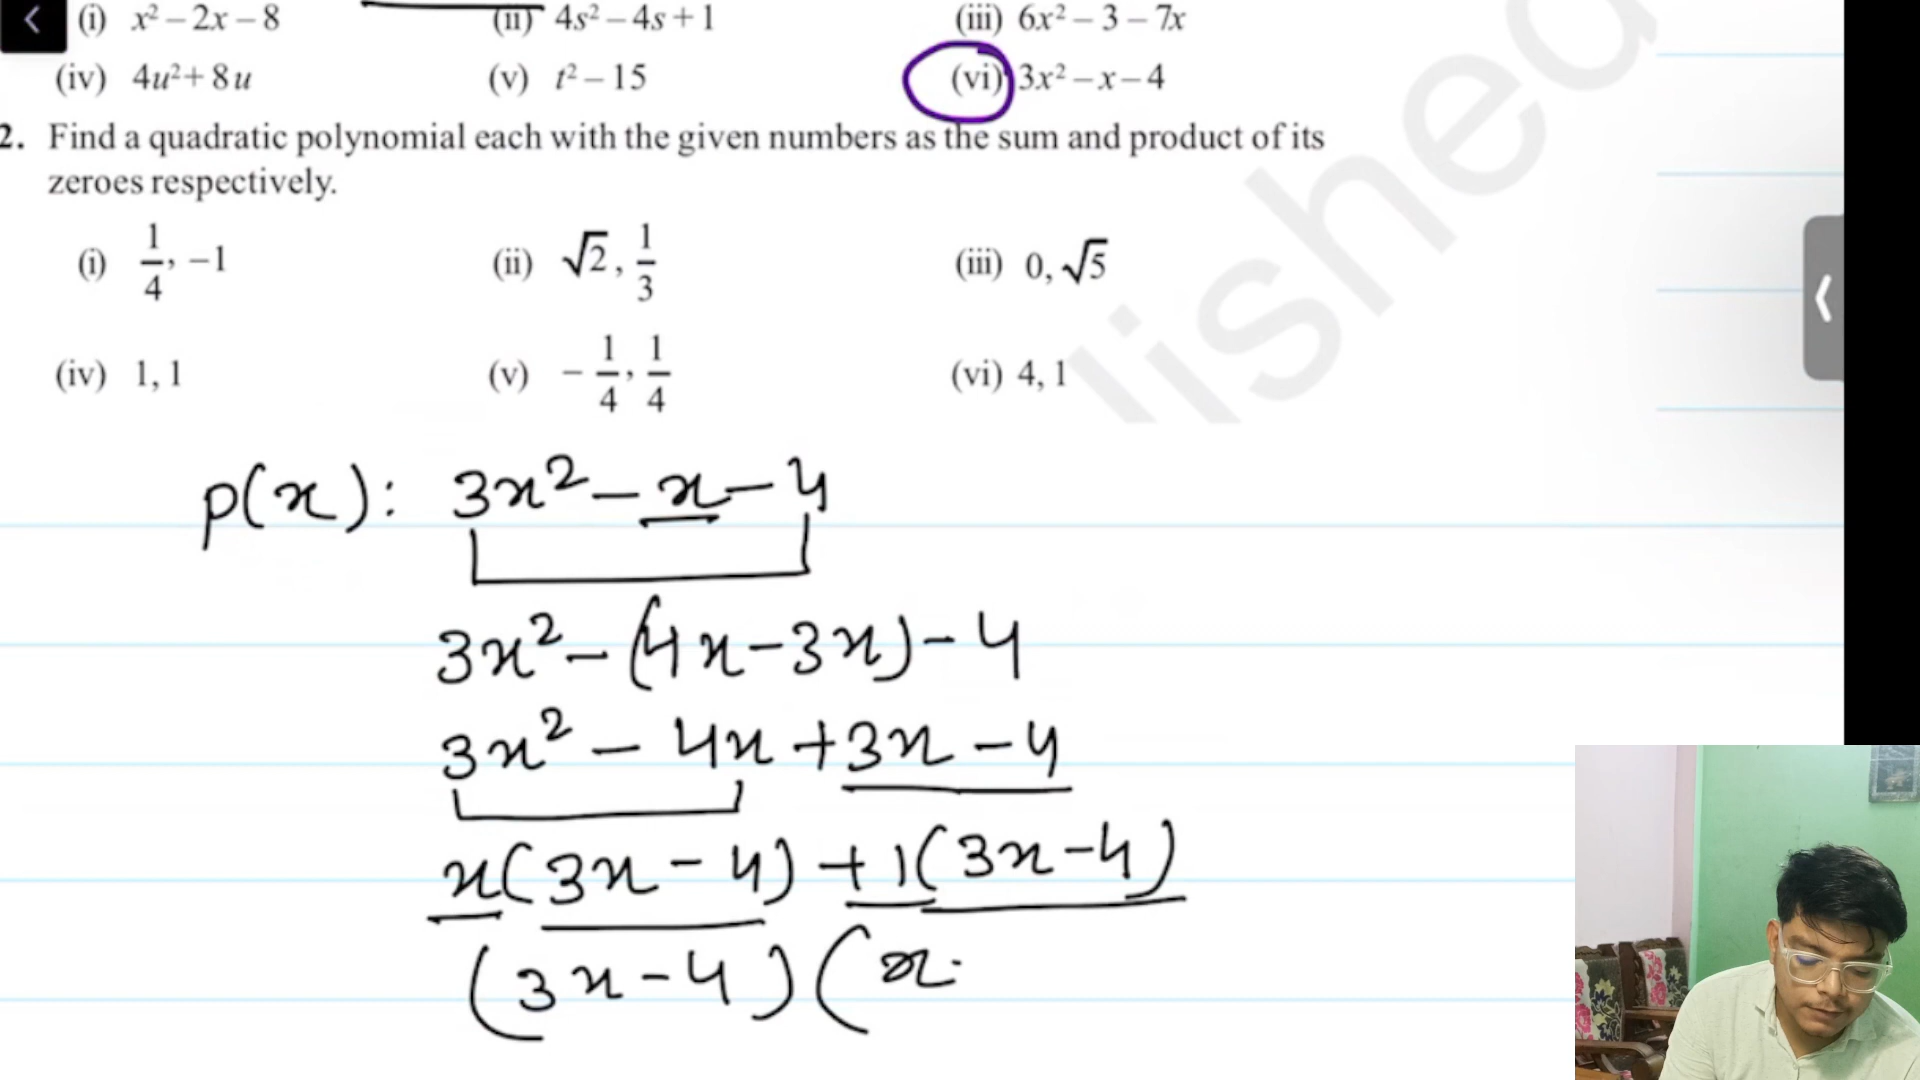 (i) x² – 2x – 8 (ii) 4s² – 4s + 1 (iii) 6x² – 3 – 7x
(iv) 4u² + 8u (v) t² – 15 (vi) 3x² – x – 4
2. Find a quadratic polynomial each with the given numbers as the sum and product of its
zeroes respectively.
(i) 1/4, –1 (ii) √2, 1/3 (iii) 0, √5
(iv) 1, 1 (v) –1/4, 1/4 (vi) 4, 1
lished
p(x): 3x² – x – 4
3x² – (4x – 3x) – 4
3x² – 4x + 3x – 4
x(3x – 4) + 1(3x – 4)
(3x – 4)(x